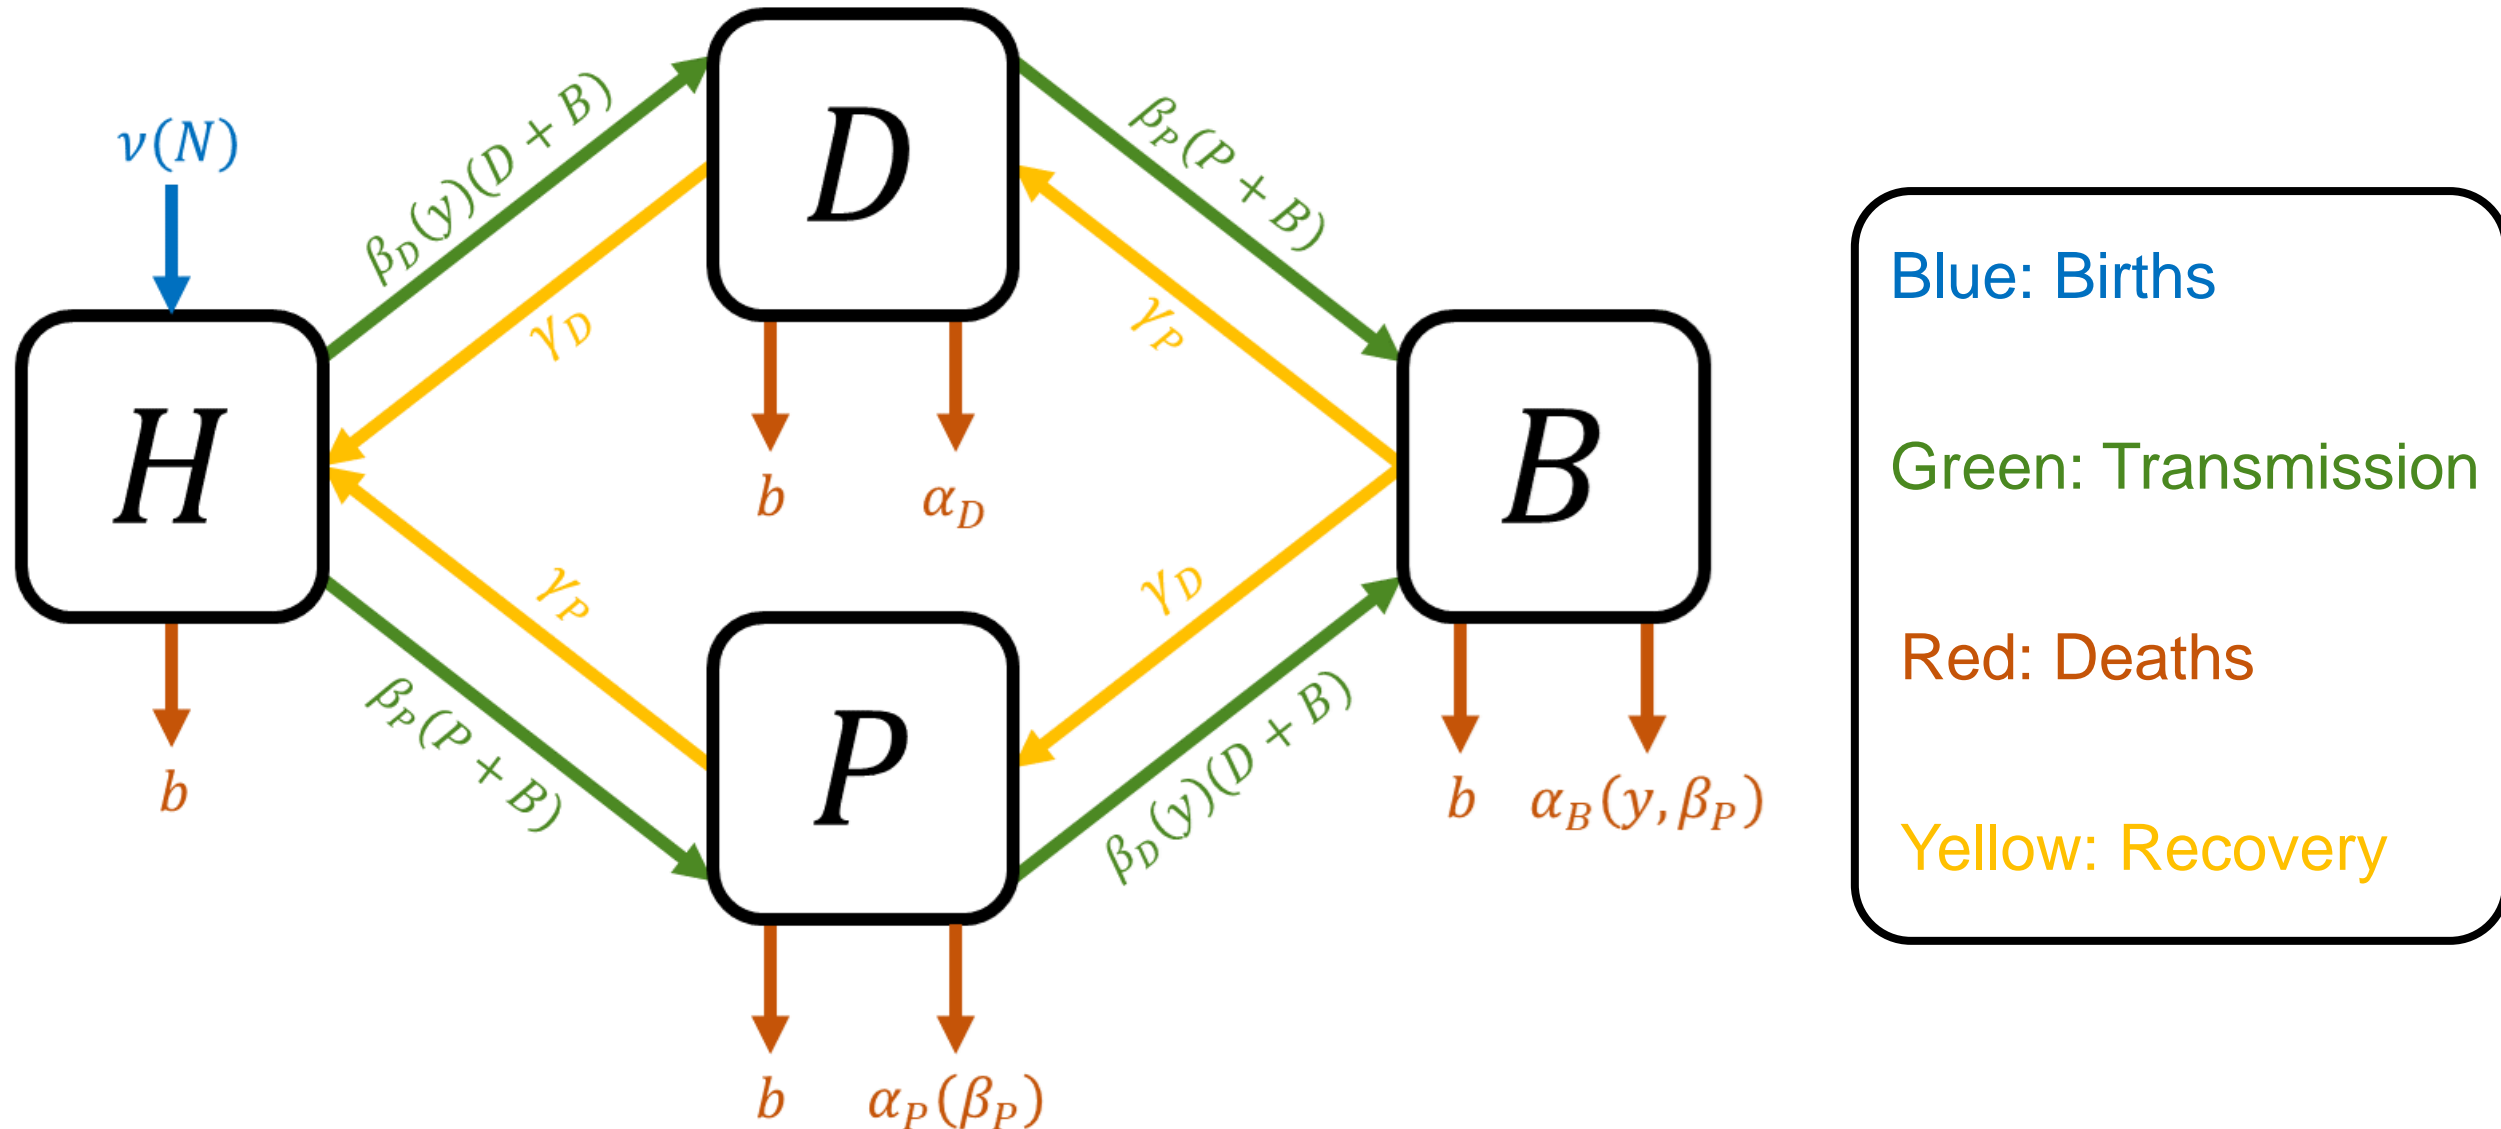 ν(N)
H
b
β_D(y)(D + B)
γ_D
γ_P
β_P(P + B)
D
b
α_D
P
b
α_P(β_P)
β_P(P + B)
γ_P
γ_D
β_D(y)(D + B)
B
b
α_B(y, β_P)
Blue: Births
Green: Transmission
Red: Deaths
Yellow: Recovery